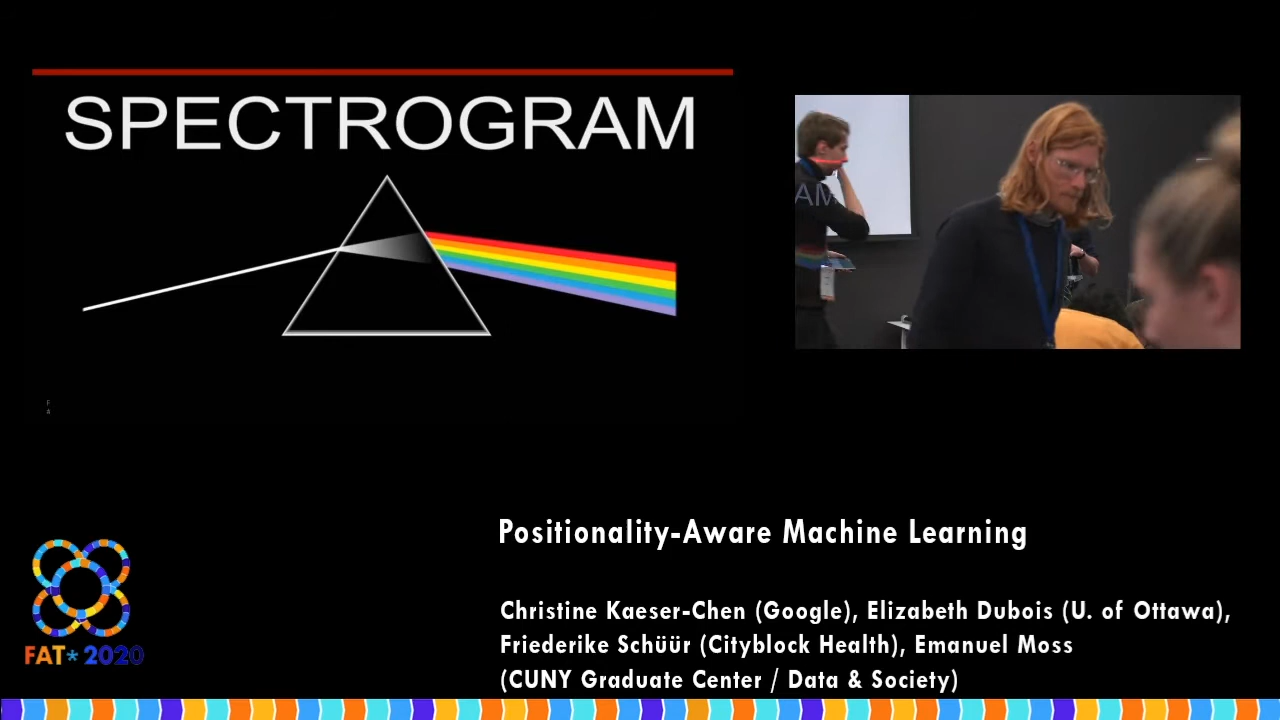 SPECTROGRAM
AM
F
A
Positionality-Aware Machine Learning
Christine Kaeser-Chen (Google), Elizabeth Dubois (U. of Ottawa),
Friederike Schüür (Cityblock Health), Emanuel Moss
(CUNY Graduate Center / Data & Society)
FAT* 2020